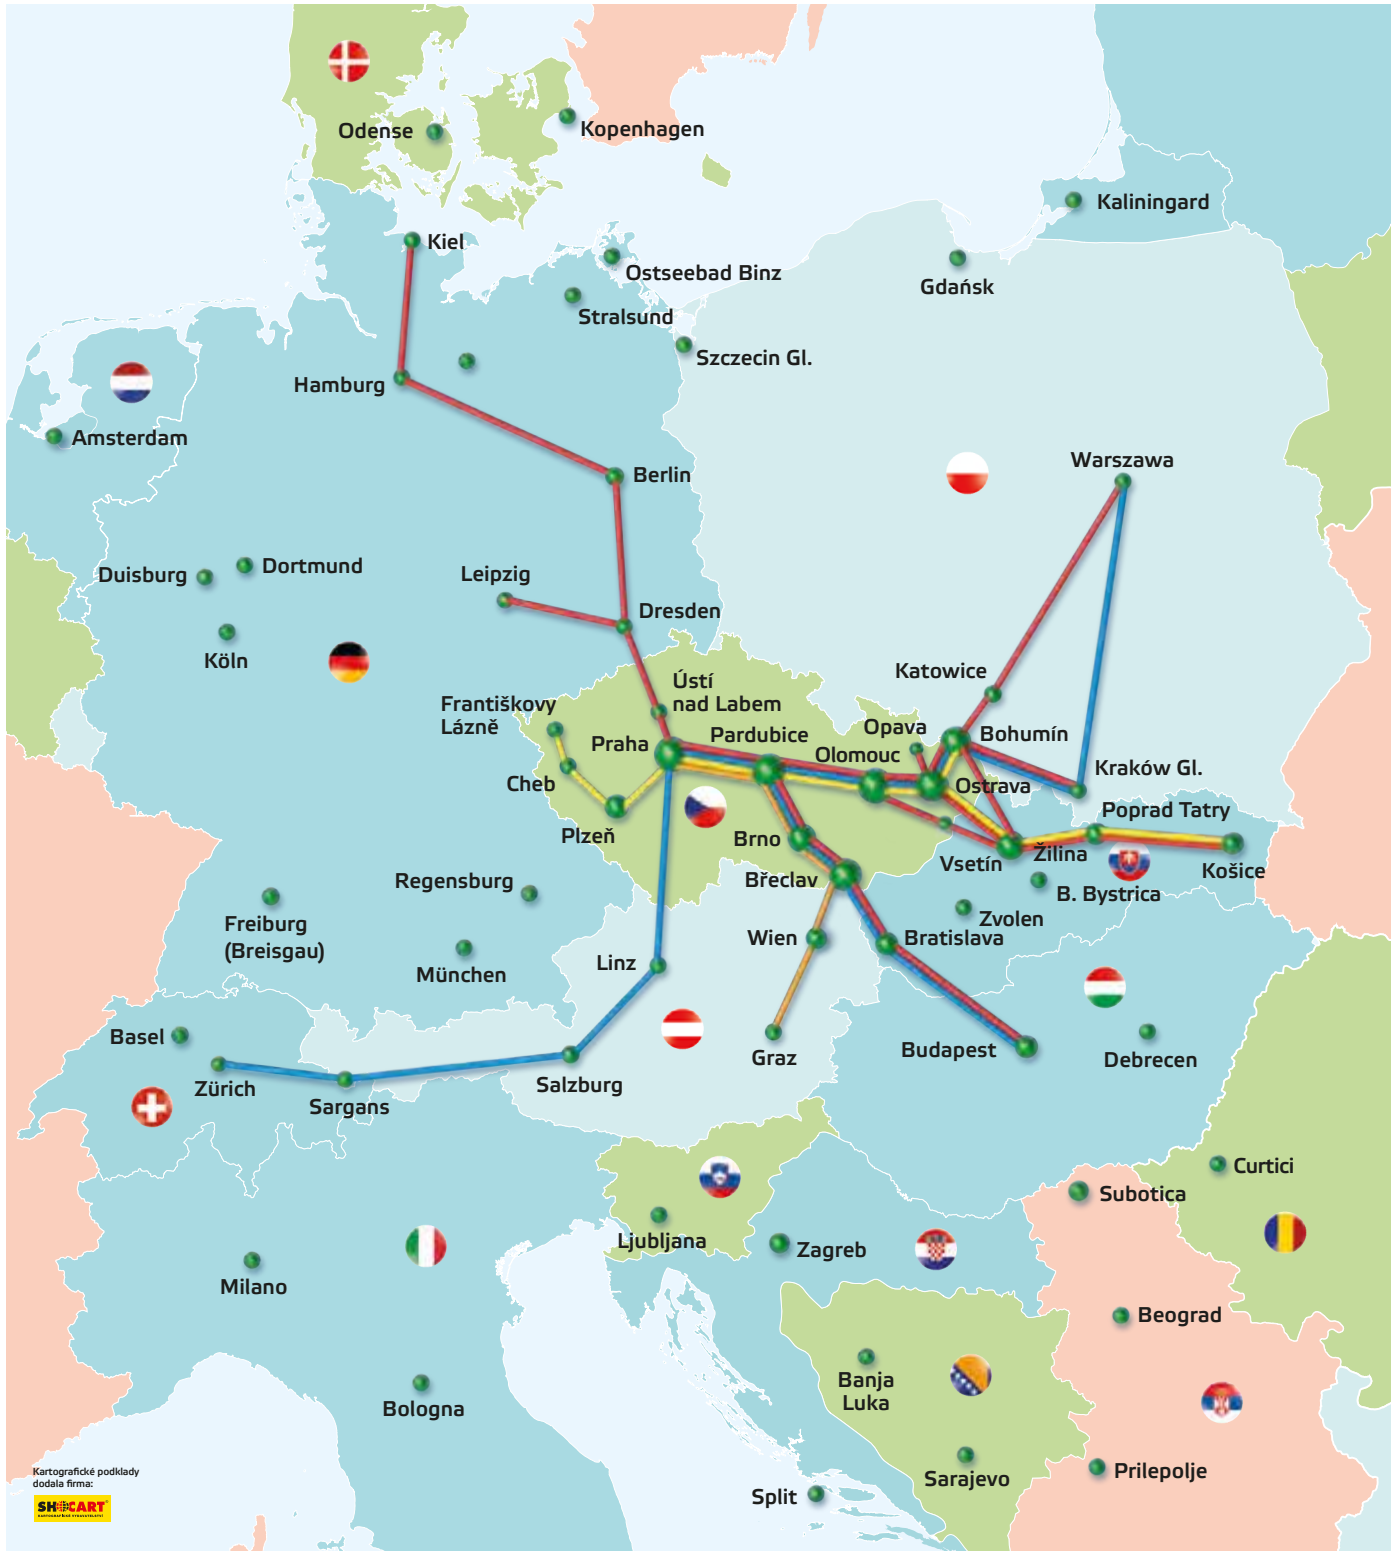 Odense
Kopenhagen
Kaliningard
Kiel
Ostseebad Binz
Gdańsk
Stralsund
Szczecin Gl.
Hamburg
Amsterdam
Warszawa
Berlin
Dortmund
Duisburg
Leipzig
Dresden
Köln
Katowice
Ústí
nad Labem
Františkovy
Lázně
Opava
Bohumín
Pardubice
Praha
Olomouc
Kraków Gl.
Cheb
Ostrava
Poprad Tatry
Plzeň
Brno
Vsetín
Žilina
Košice
Regensburg
Břeclav
B. Bystrica
Zvolen
Freiburg
(Breisgau)
Wien
Bratislava
München
Linz
Basel
Graz
Budapest
Debrecen
Zürich
Salzburg
Sargans
Curtici
Subotica
Ljubljana
Zagreb
Milano
Beograd
Banja
Luka
Bologna
Kartografické podklady
dodala firma:
Prilepolje
Sarajevo
Split
SHOCART
KARTOGRAFICKÉ VYDAVATELSTVÍ